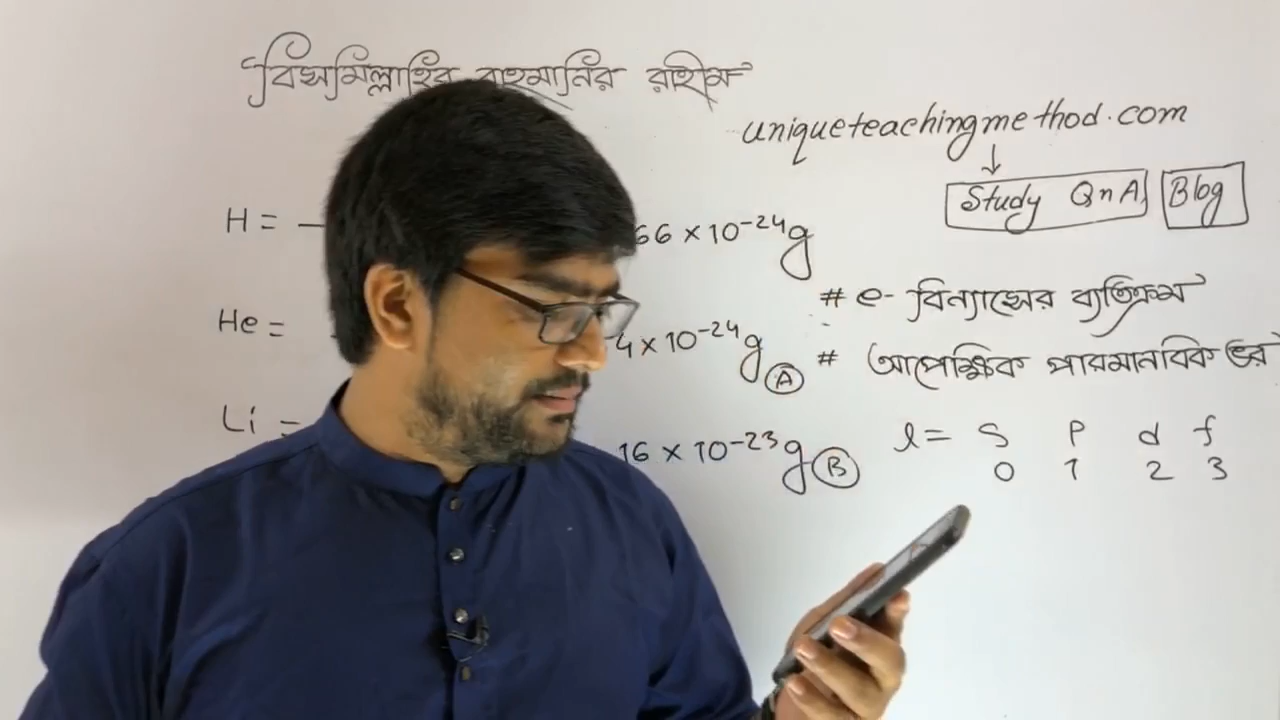 বিসমিল্লাহির রাহমানির রাহীম
uniqueteachingmethod.com
↓
Study QnA Blog
H = — 66 × 10⁻²⁴g
# e- বিন্যাসের ব্যতিক্রম
He = 4 × 10⁻²⁴g Ⓐ
# আপেক্ষিক পারমানবিক ভর
Li = 16 × 10⁻²³g Ⓑ
l = S P d f
0 1 2 3